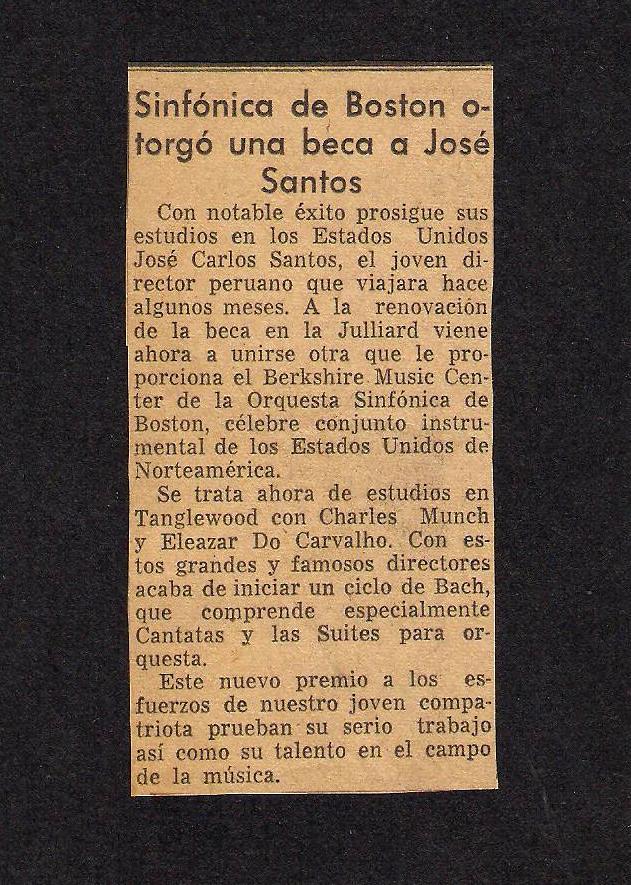 Sinfónica de Boston o-
torgó una beca a José
Santos
Con notable éxito prosigue sus
estudios en los Estados Unidos
José Carlos Santos, el joven di-
rector peruano que viajara hace
algunos meses. A la renovación
de la beca en la Julliard viene
ahora a unirse otra que le pro-
porciona el Berkshire Music Cen-
ter de la Orquesta Sinfónica de
Boston, célebre conjunto instru-
mental de los Estados Unidos de
Norteamérica.
Se trata ahora de estudios en
Tanglewood con Charles Munch
y Eleazar Do Carvalho. Con es-
tos grandes y famosos directores
acaba de iniciar un ciclo de Bach,
que comprende especialmente
Cantatas y las Suites para or-
questa.
Este nuevo premio a los es-
fuerzos de nuestro joven compa-
triota prueban su serio trabajo
así como su talento en el campo
de la música.